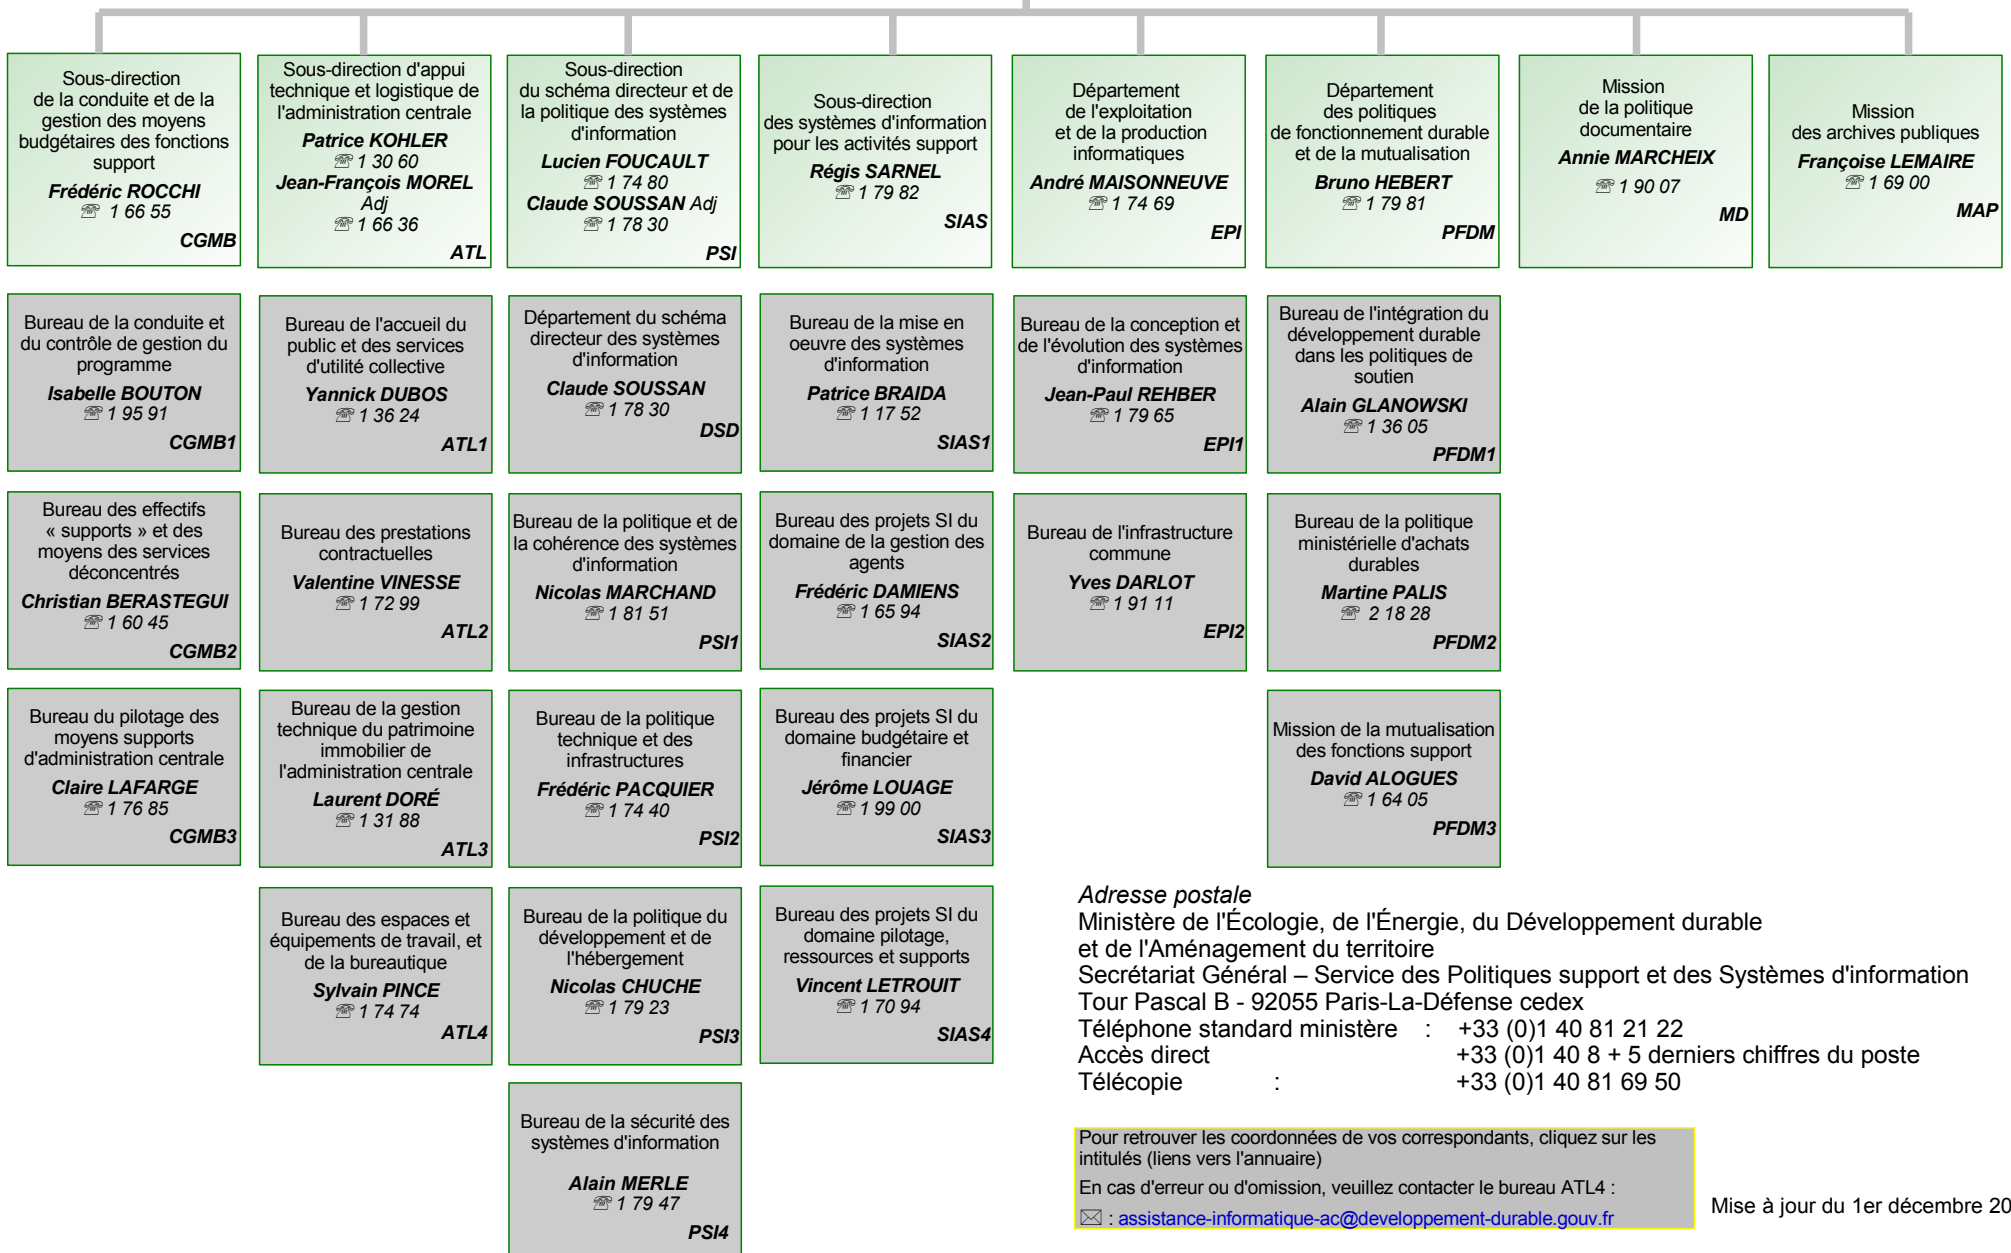 Sous-direction
de la conduite et de la
gestion des moyens
budgétaires des fonctions
support
Frédéric ROCCHI
☏ 1 66 55
CGMB
Sous-direction d'appui
technique et logistique de
l'administration centrale
Patrice KOHLER
☏ 1 30 60
Jean-François MOREL
Adj
☏ 1 66 36
ATL
Sous-direction
du schéma directeur et de
la politique des systèmes
d'information
Lucien FOUCAULT
☏ 1 74 80
Claude SOUSSAN Adj
☏ 1 78 30
PSI
Sous-direction
des systèmes d'information
pour les activités support
Régis SARNEL
☏ 1 79 82
SIAS
Département
de l'exploitation
et de la production
informatiques
André MAISONNEUVE
☏ 1 74 69
EPI
Département
des politiques
de fonctionnement durable
et de la mutualisation
Bruno HEBERT
☏ 1 79 81
PFDM
Mission
de la politique
documentaire
Annie MARCHEIX
☏ 1 90 07
MD
Mission
des archives publiques
Françoise LEMAIRE
☏ 1 69 00
MAP
Bureau de la conduite et
du contrôle de gestion du
programme
Isabelle BOUTON
☏ 1 95 91
CGMB1
Bureau de l'accueil du
public et des services
d'utilité collective
Yannick DUBOS
☏ 1 36 24
ATL1
Département du schéma
directeur des systèmes
d'information
Claude SOUSSAN
☏ 1 78 30
DSD
Bureau de la mise en
oeuvre des systèmes
d'information
Patrice BRAIDA
☏ 1 17 52
SIAS1
Bureau de la conception et
de l'évolution des systèmes
d'information
Jean-Paul REHBER
☏ 1 79 65
EPI1
Bureau de l'intégration du
développement durable
dans les politiques de
soutien
Alain GLANOWSKI
☏ 1 36 05
PFDM1
Bureau des effectifs
« supports » et des
moyens des services
déconcentrés
Christian BERASTEGUI
☏ 1 60 45
CGMB2
Bureau des prestations
contractuelles
Valentine VINESSE
☏ 1 72 99
ATL2
Bureau de la politique et de
la cohérence des systèmes
d'information
Nicolas MARCHAND
☏ 1 81 51
PSI1
Bureau des projets SI du
domaine de la gestion des
agents
Frédéric DAMIENS
☏ 1 65 94
SIAS2
Bureau de l'infrastructure
commune
Yves DARLOT
☏ 1 91 11
EPI2
Bureau de la politique
ministérielle d'achats
durables
Martine PALIS
☏ 2 18 28
PFDM2
Bureau du pilotage des
moyens supports
d'administration centrale
Claire LAFARGE
☏ 1 76 85
CGMB3
Bureau de la gestion
technique du patrimoine
immobilier de
l'administration centrale
Laurent DORÉ
☏ 1 31 88
ATL3
Bureau de la politique
technique et des
infrastructures
Frédéric PACQUIER
☏ 1 74 40
PSI2
Bureau des projets SI du
domaine budgétaire et
financier
Jérôme LOUAGE
☏ 1 99 00
SIAS3
Mission de la mutualisation
des fonctions support
David ALOGUES
☏ 1 64 05
PFDM3
Bureau des espaces et
équipements de travail, et
de la bureautique
Sylvain PINCE
☏ 1 74 74
ATL4
Bureau de la politique du
développement et de
l'hébergement
Nicolas CHUCHE
☏ 1 79 23
PSI3
Bureau des projets SI du
domaine pilotage,
ressources et supports
Vincent LETROUIT
☏ 1 70 94
SIAS4
Bureau de la sécurité des
systèmes d'information
Alain MERLE
☏ 1 79 47
PSI4
Adresse postale
Ministère de l'Écologie, de l'Énergie, du Développement durable
et de l'Aménagement du territoire
Secrétariat Général – Service des Politiques support et des Systèmes d'information
Tour Pascal B - 92055 Paris-La-Défense cedex
Téléphone standard ministère : +33 (0)1 40 81 21 22
Accès direct +33 (0)1 40 8 + 5 derniers chiffres du poste
Télécopie : +33 (0)1 40 81 69 50
Pour retrouver les coordonnées de vos correspondants, cliquez sur les
intitulés (liens vers l'annuaire)
En cas d'erreur ou d'omission, veuillez contacter le bureau ATL4 :
✉ : assistance-informatique-ac@developpement-durable.gouv.fr
Mise à jour du 1er décembre 20